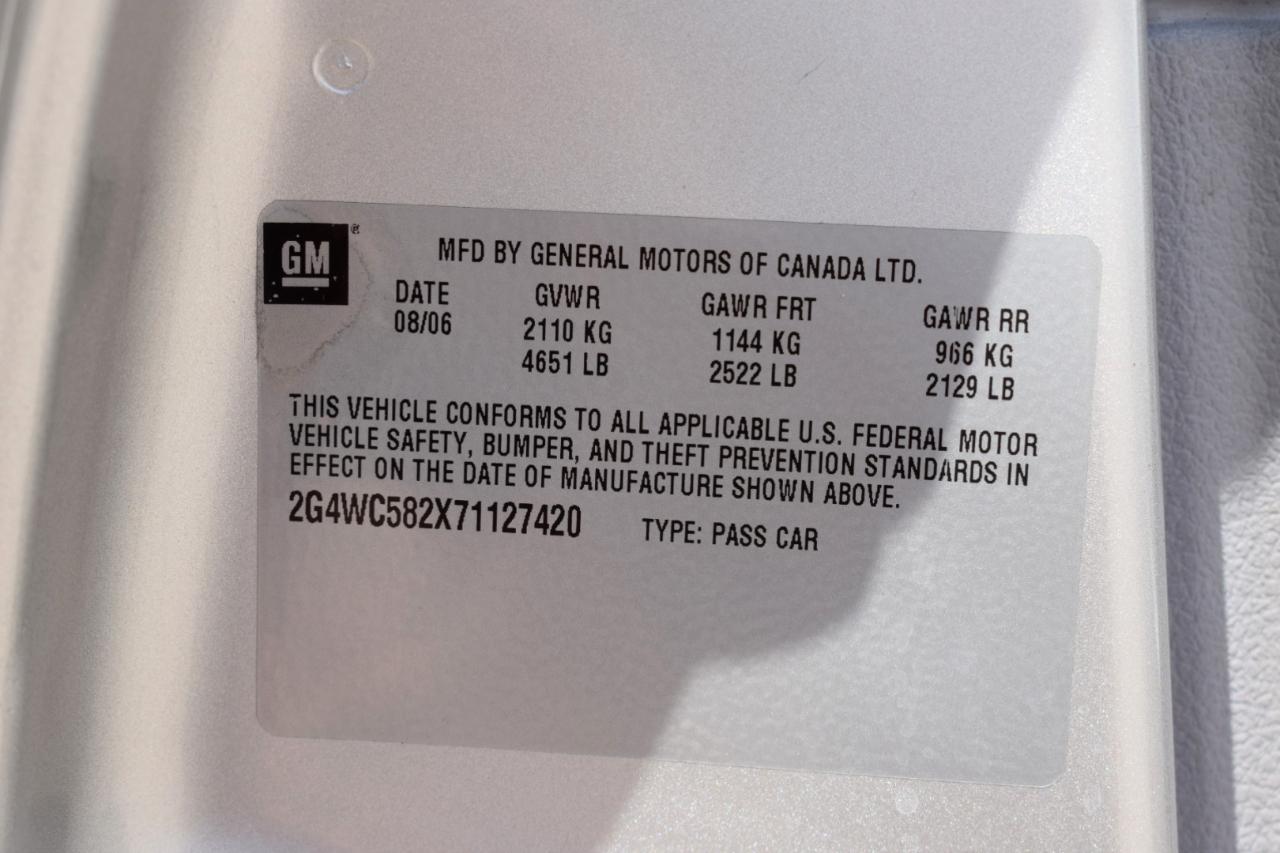 GM®
MFD BY GENERAL MOTORS OF CANADA LTD.
DATE GVWR GAWR FRT GAWR RR
08/06 2110 KG 1144 KG 966 KG
4651 LB 2522 LB 2129 LB
THIS VEHICLE CONFORMS TO ALL APPLICABLE U.S. FEDERAL MOTOR
VEHICLE SAFETY, BUMPER, AND THEFT PREVENTION STANDARDS IN
EFFECT ON THE DATE OF MANUFACTURE SHOWN ABOVE.
2G4WC582X71127420 TYPE: PASS CAR